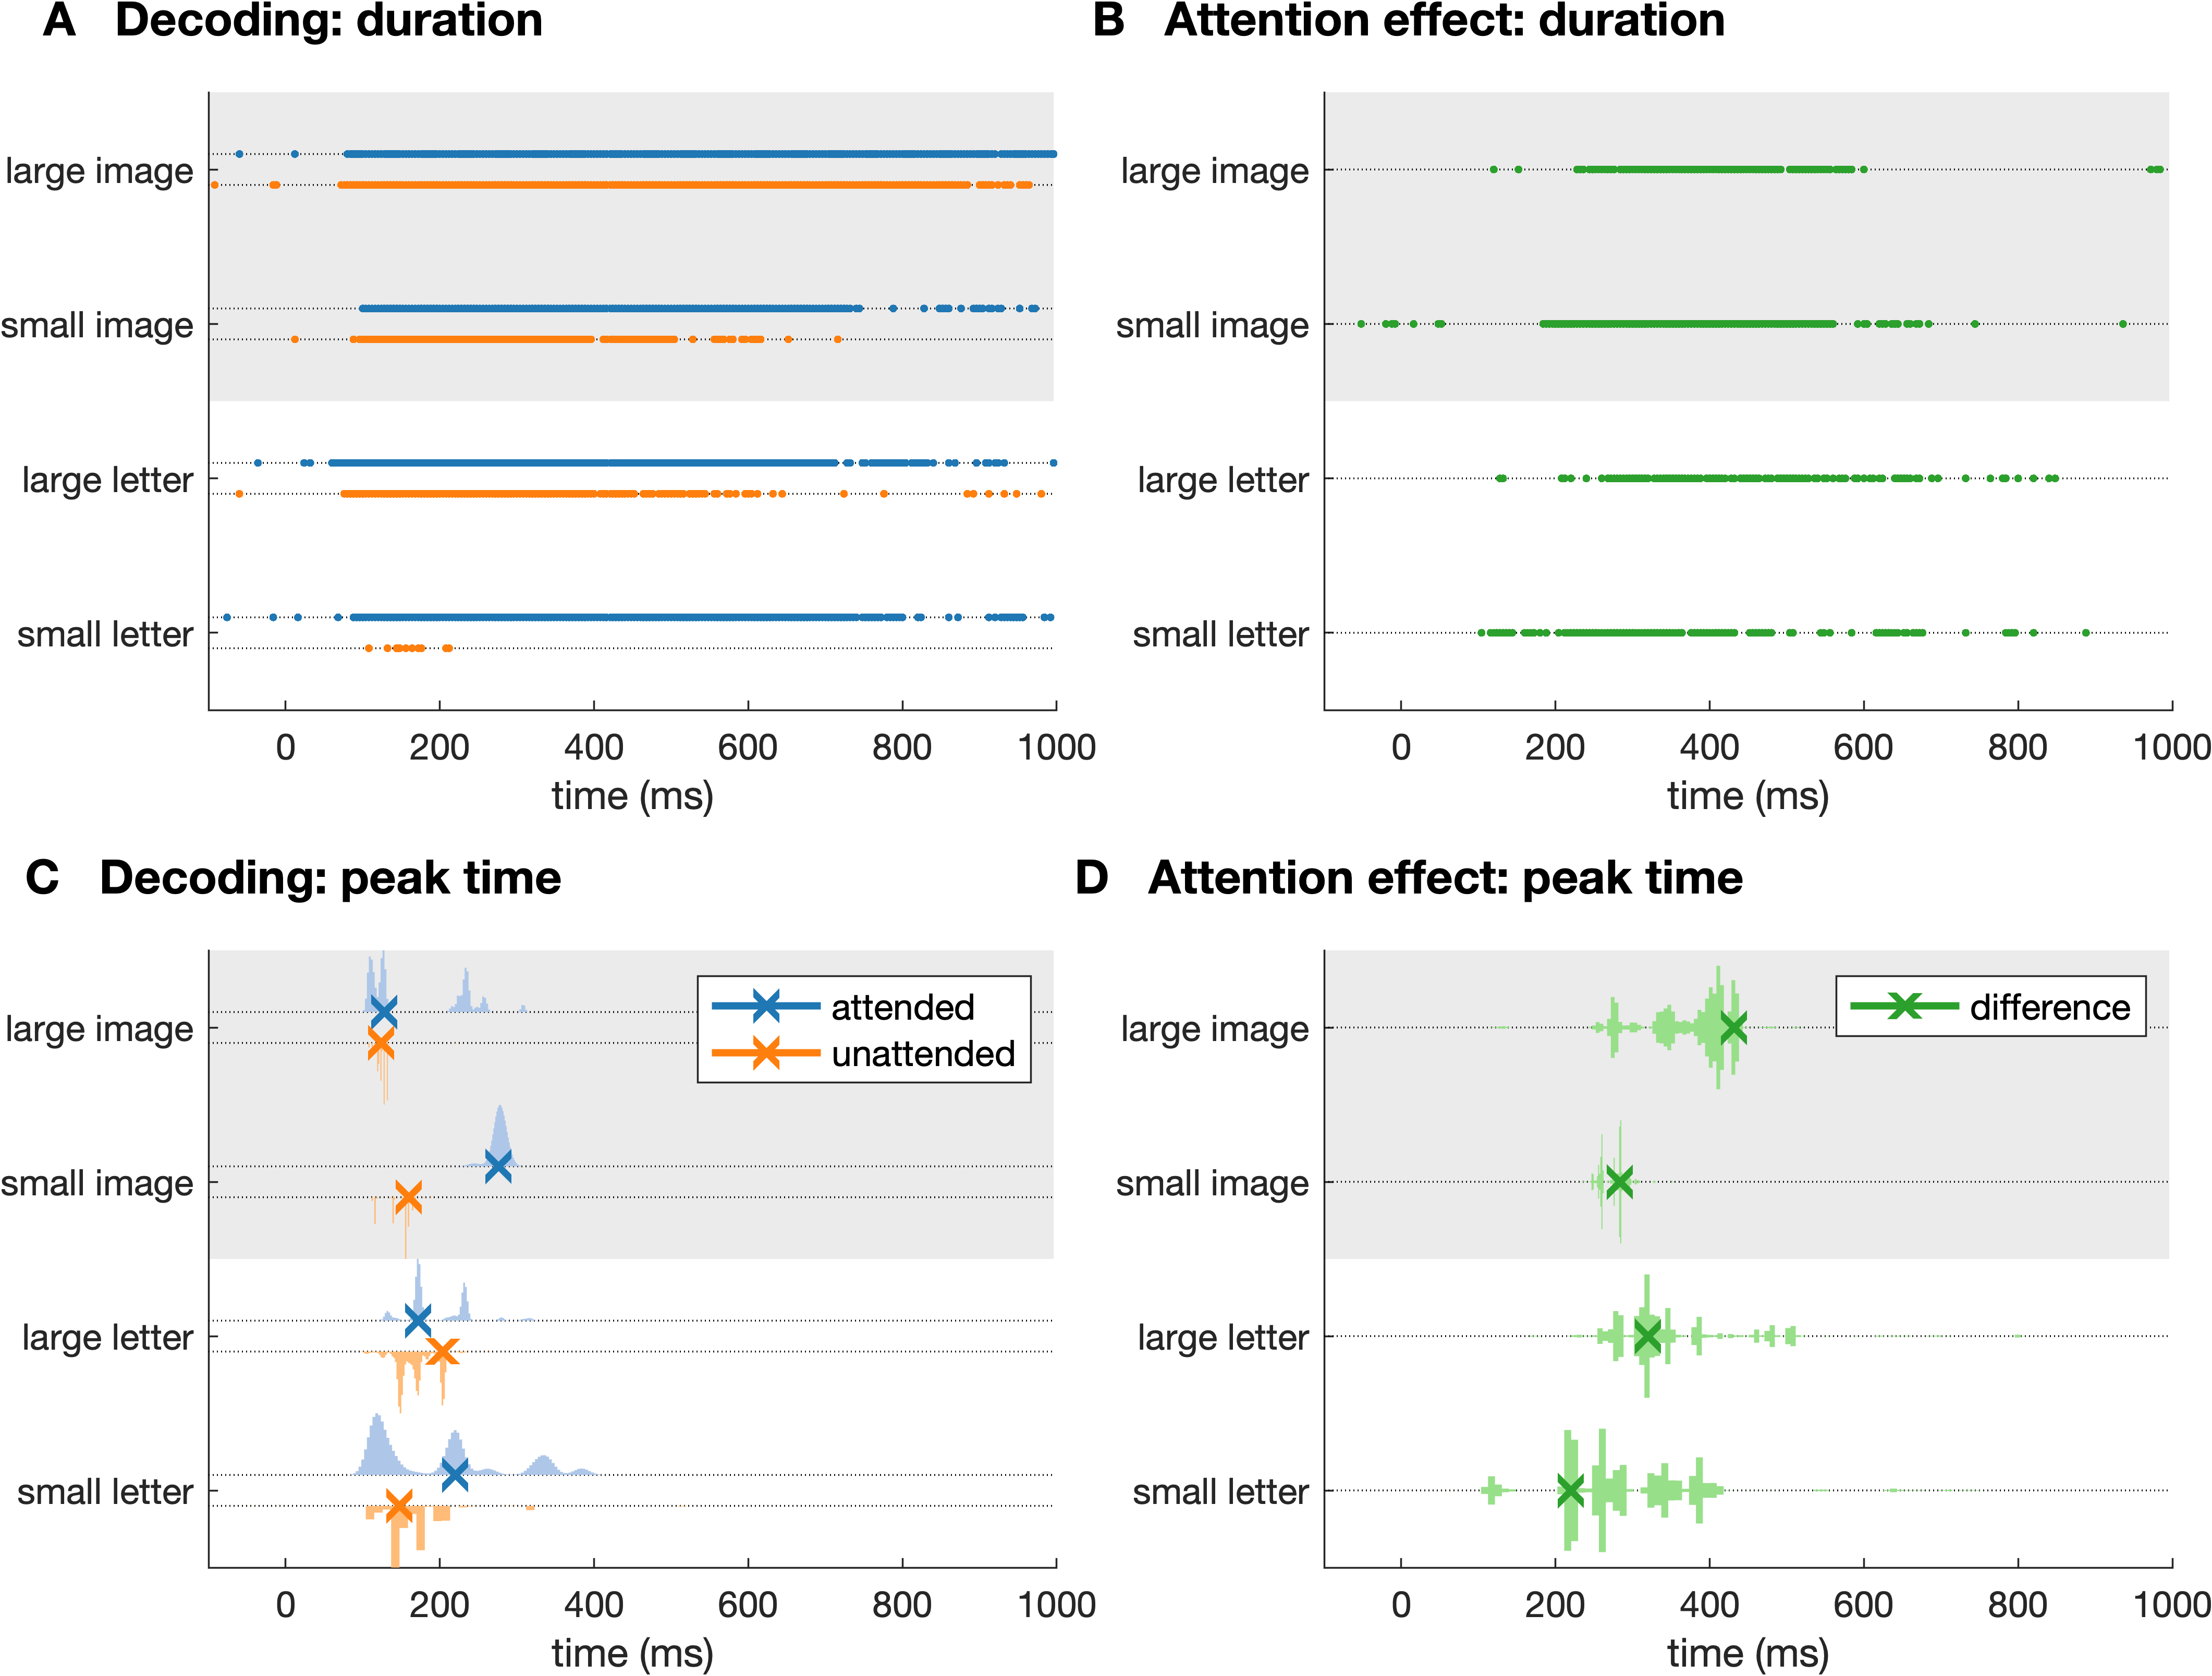 A Decoding: duration
large image
small image
large letter
small letter
0 200 400 600 800 1000
time (ms)
B Attention effect: duration
large image
small image
large letter
small letter
0 200 400 600 800 1000
time (ms)
C Decoding: peak time
attended
unattended
large image
small image
large letter
small letter
0 200 400 600 800 1000
time (ms)
D Attention effect: peak time
difference
large image
small image
large letter
small letter
0 200 400 600 800 1000
time (ms)